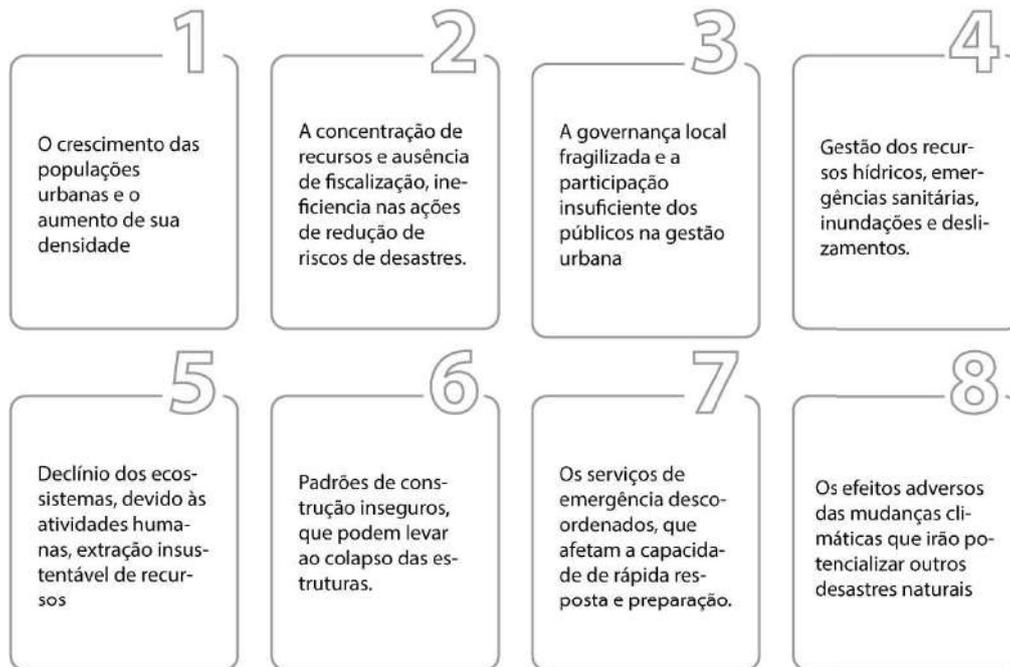 1
O crescimento das
populações
urbanas e o
aumento de sua
densidade
2
A concentração de
recursos e ausência
de fiscalização, ine-
ficiencia nas ações
de redução de
riscos de desastres.
3
A governança local
fragilizada e a
participação
insuficiente dos
públicos na gestão
urbana
4
Gestão dos recur-
sos hídricos, emer-
gências sanitárias,
inundações e desli-
zamentos.
5
Declínio dos ecos-
sistemas, devido às
atividades huma-
nas, extração insus-
tentável de recur-
sos
6
Padrões de cons-
trução inseguros,
que podem levar
ao colapso das es-
truturas.
7
Os serviços de
emergência desco-
ordenados, que
afetam a capacida-
de de rápida res-
posta e preparação.
8
Os efeitos adversos
das mudanças cli-
máticas que irão po-
tencializar outros
desastres naturais